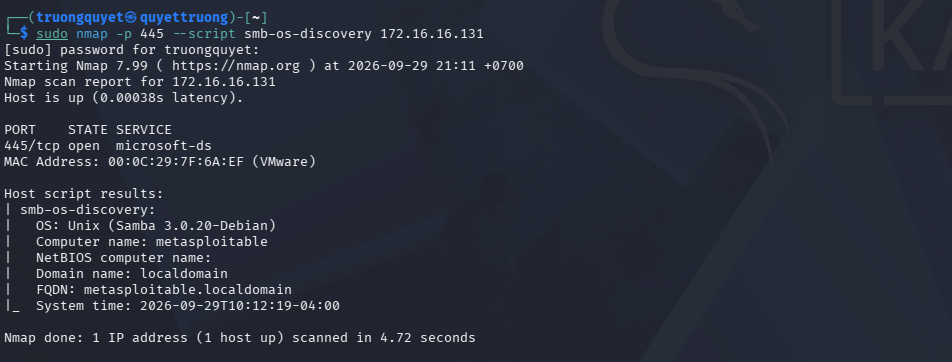 ┌──(truongquyet㉿quyettruong)-[~]
└─$ sudo nmap -p 445 --script smb-os-discovery 172.16.16.131
[sudo] password for truongquyet:
Starting Nmap 7.99 ( https://nmap.org ) at 2026-09-29 21:11 +0700
Nmap scan report for 172.16.16.131
Host is up (0.00038s latency).

PORT    STATE SERVICE
445/tcp open  microsoft-ds
MAC Address: 00:0C:29:7F:6A:EF (VMware)

Host script results:
| smb-os-discovery:
|   OS: Unix (Samba 3.0.20-Debian)
|   Computer name: metasploitable
|   NetBIOS computer name:
|   Domain name: localdomain
|   FQDN: metasploitable.localdomain
|_  System time: 2026-09-29T10:12:19-04:00

Nmap done: 1 IP address (1 host up) scanned in 4.72 seconds